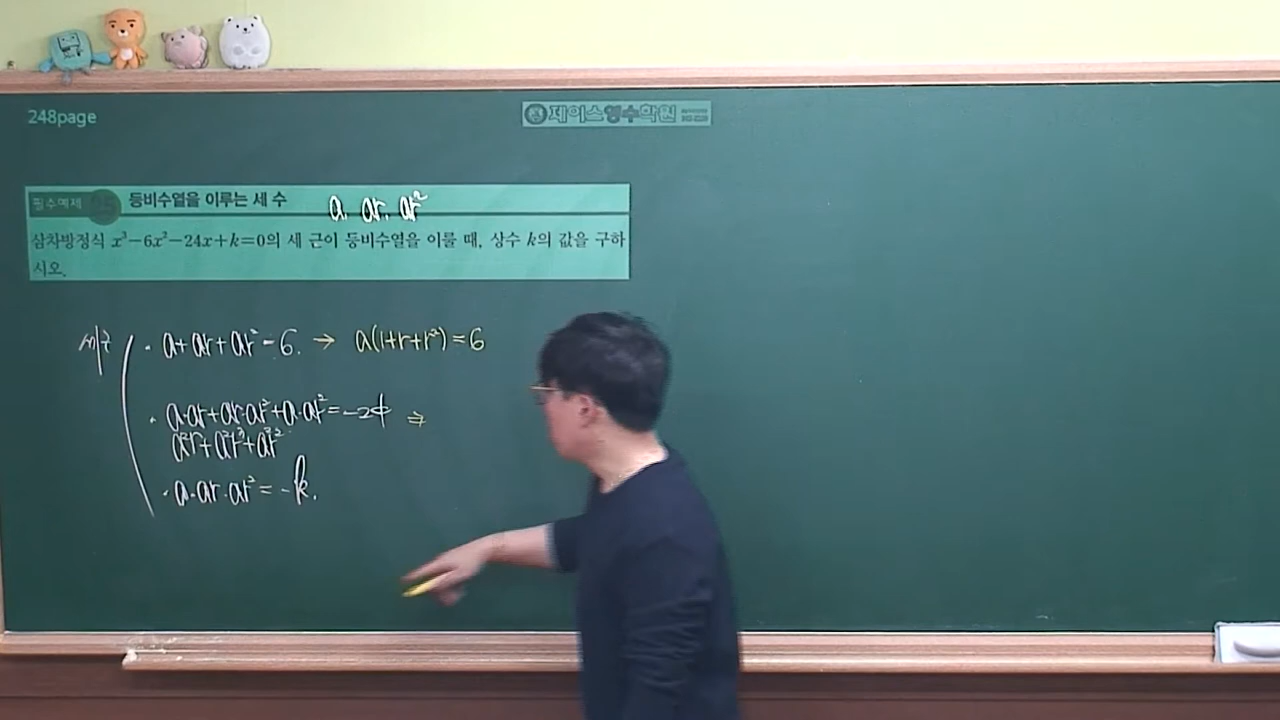 248page
제이스영수학원
필수예제
등비수열을 이루는 세 수
a, ar, ar²
삼차방정식 x³-6x²-24x+k=0의 세 근이 등비수열을 이룰 때, 상수 k의 값을 구하
시오.
· a+ar+ar²=6. → a(1+r+r²)=6
· a·ar+ar·ar²+a·ar²=-24 ⇒
a²r+a²r³+a²r²
· a·ar·ar²=-k.